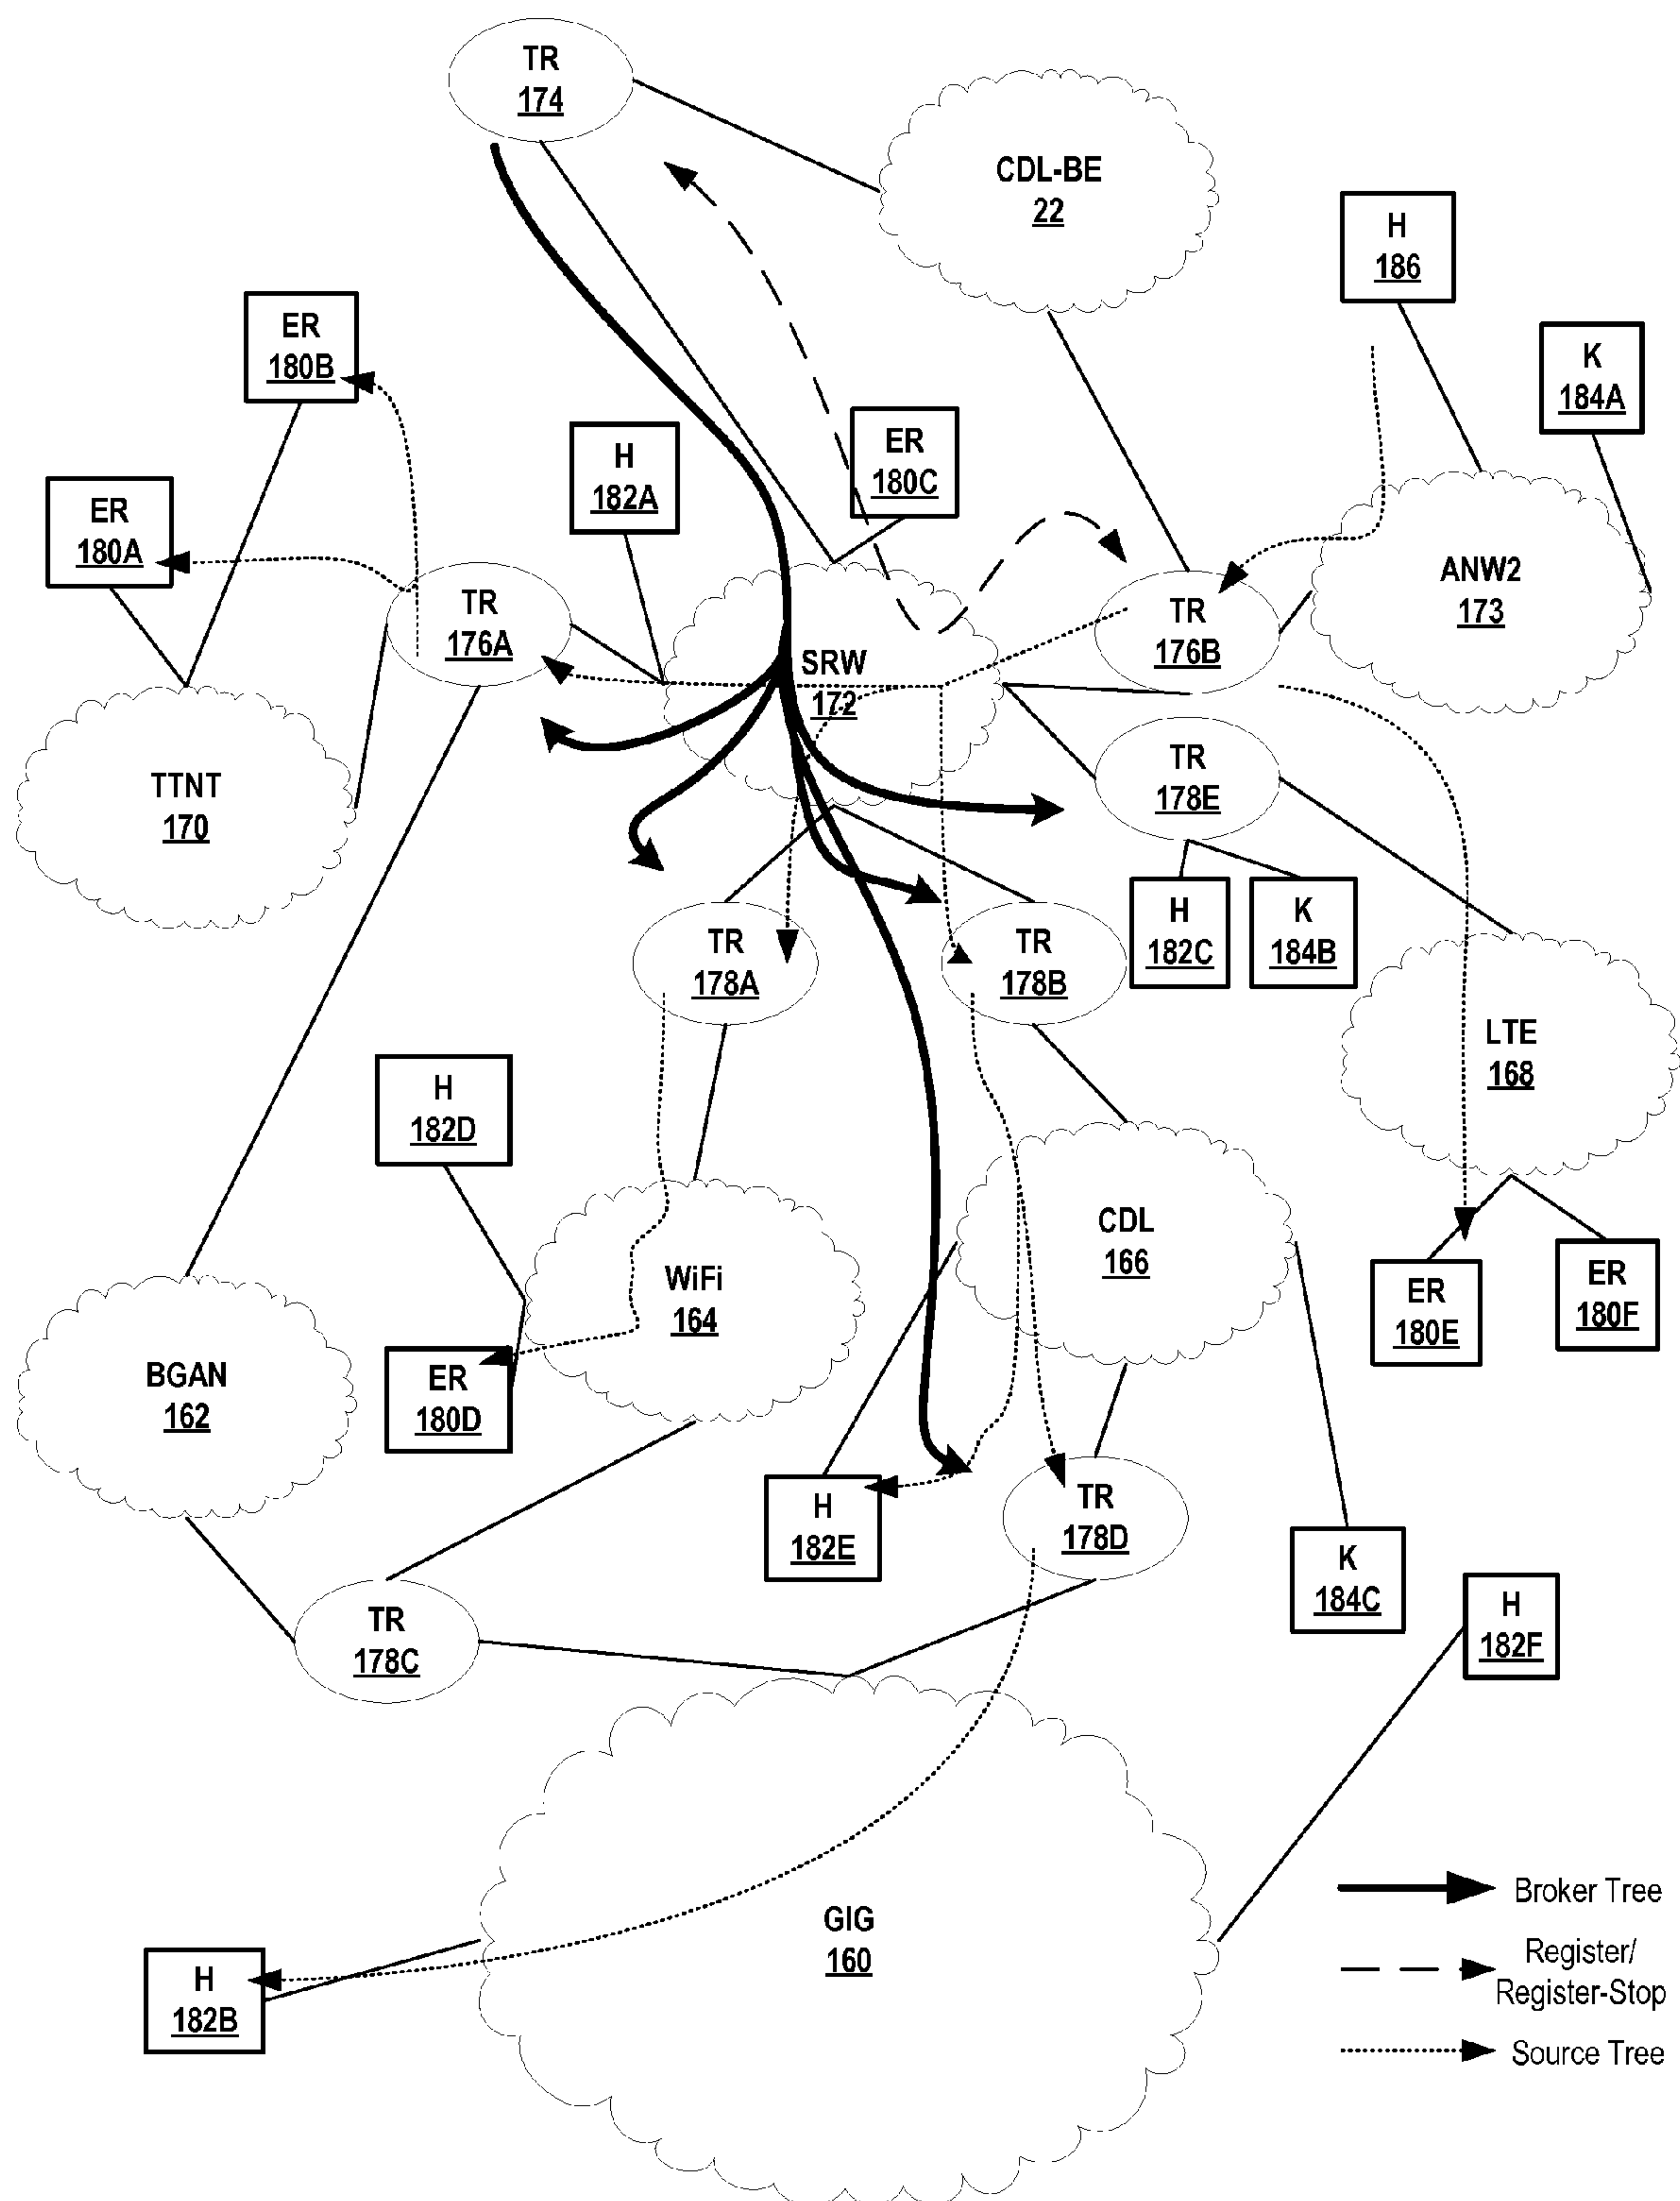 TR
174
CDL-BE
22
H
186
ER
180B
K
184A
H
182A
ER
180C
ER
180A
TR
176A
TR
176B
ANW2
173
SRW
172
TTNT
170
TR
178E
H
182C
K
184B
TR
178A
TR
178B
LTE
168
H
182D
CDL
166
WiFi
164
ER
180E
ER
180F
BGAN
162
ER
180D
H
182E
TR
178D
K
184C
H
182F
TR
178C
GIG
160
H
182B
Broker Tree
Register/
Register-Stop
Source Tree